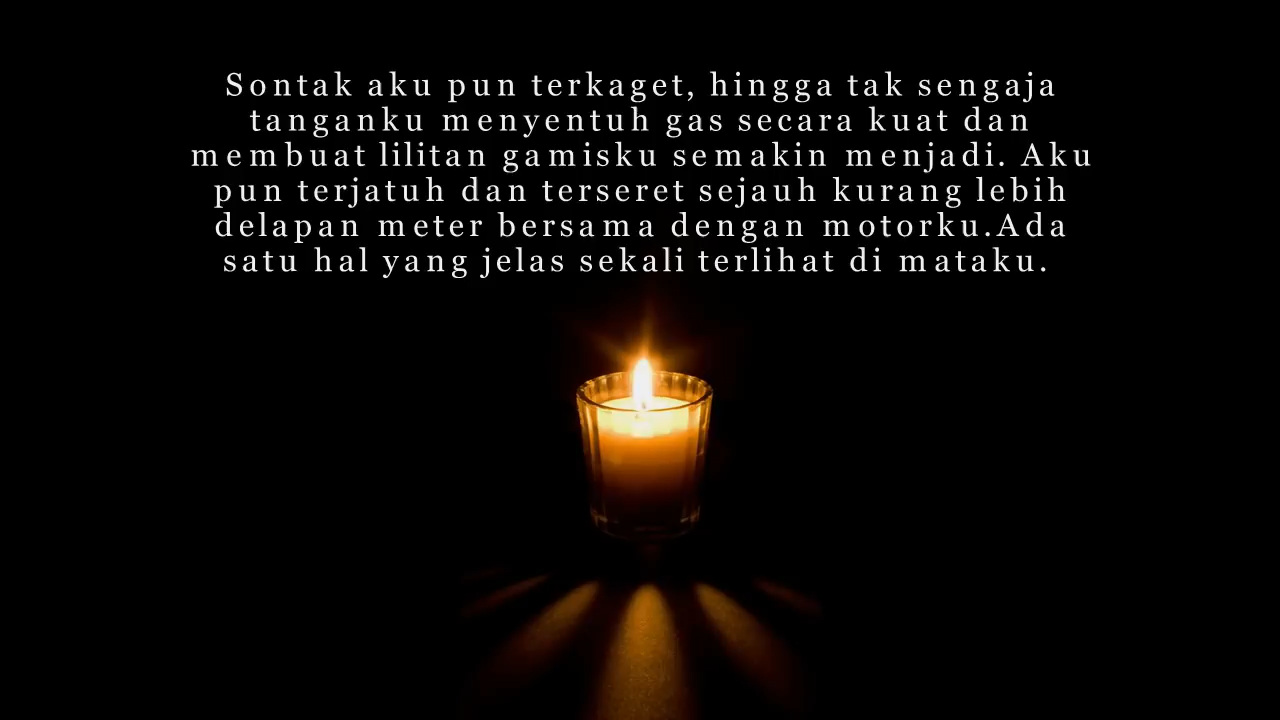 Sontak aku pun terkaget, hingga tak sengaja
tanganku menyentuh gas secara kuat dan
membuat lilitan gamisku semakin menjadi. Aku
pun terjatuh dan terseret sejauh kurang lebih
delapan meter bersama dengan motorku.Ada
satu hal yang jelas sekali terlihat di mataku.